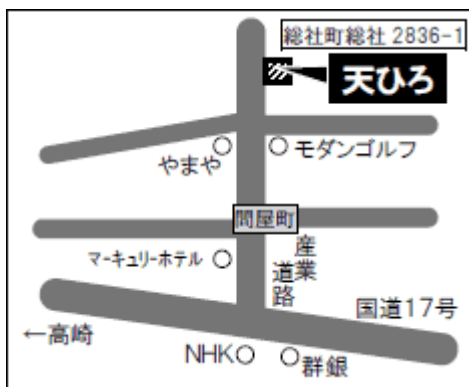 総社町総社 2836-1
天ひろ
やまや
モダンゴルフ
問屋町
マーキュリーホテル
産業
道路
国道17号
←高崎
NHK
群銀